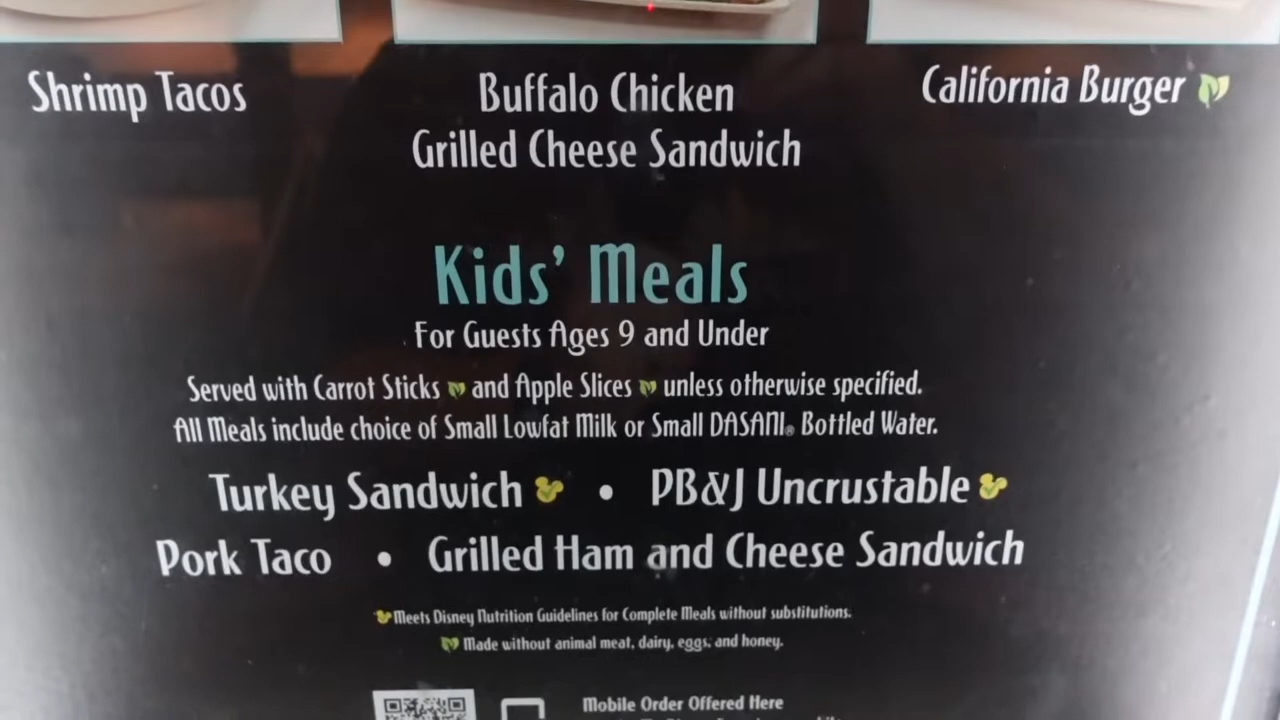 Shrimp Tacos
Buffalo Chicken
Grilled Cheese Sandwich
California Burger
Kids' Meals
For Guests Ages 9 and Under
Served with Carrot Sticks and Apple Slices unless otherwise specified.
All Meals include choice of Small Lowfat Milk or Small DASANI® Bottled Water.
Turkey Sandwich • PB&J Uncrustable
Pork Taco • Grilled Ham and Cheese Sandwich
Meets Disney Nutrition Guidelines for Complete Meals without substitutions.
Made without animal meat, dairy, eggs, and honey.
Mobile Order Offered Here